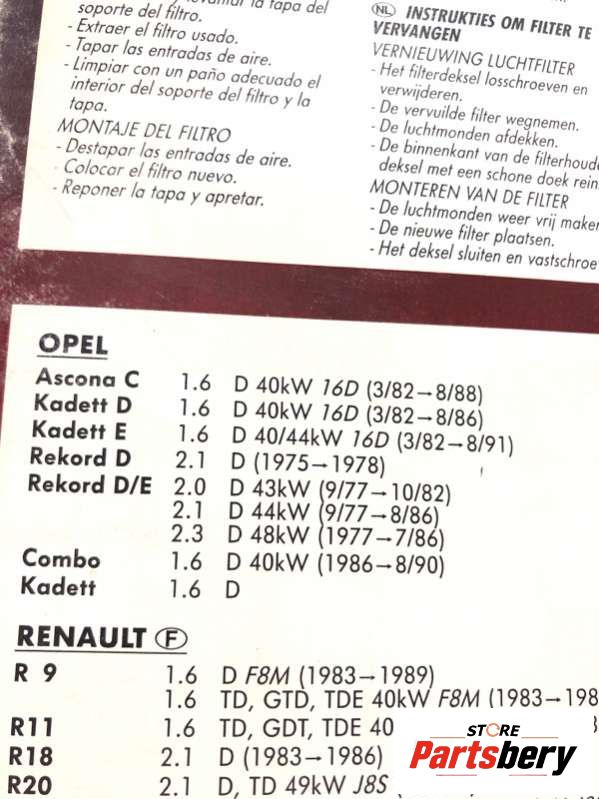 la tapa del
soporte del filtro.
- Extraer el filtro usado.
- Tapar las entradas de aire.
- Limpiar con un paño adecuado el
interior del soporte del filtro y la
tapa.
MONTAJE DEL FILTRO
- Destapar las entradas de aire.
- Colocar el filtro nuevo.
- Reponer la tapa y apretar.
NL INSTRUKTIES OM FILTER TE
VERVANGEN
VERNIEUWING LUCHTFILTER
- Het filterdeksel losschroeven en
verwijderen.
- De vervuilde filter wegnemen.
- De luchtmonden afdekken.
- De binnenkant van de filterhoude
deksel met een schone doek rein
MONTEREN VAN DE FILTER
- De luchtmonden weer vrij maken
- De nieuwe filter plaatsen.
- Het deksel sluiten en vastschroe
OPEL
Ascona C 1.6 D 40kW 16D (3/82→8/88)
Kadett D 1.6 D 40kW 16D (3/82→8/86)
Kadett E 1.6 D 40/44kW 16D (3/82→8/91)
Rekord D 2.1 D (1975→1978)
Rekord D/E 2.0 D 43kW (9/77→10/82)
2.1 D 44kW (9/77→8/86)
2.3 D 48kW (1977→7/86)
Combo 1.6 D 40kW (1986→8/90)
Kadett 1.6 D
RENAULT F
R 9 1.6 D F8M (1983→1989)
1.6 TD, GTD, TDE 40kW F8M (1983→198
R11 1.6 TD, GDT, TDE 40
R18 2.1 D (1983→1986)
R20 2.1 D, TD 49kW J8S
STORE
Partsbery